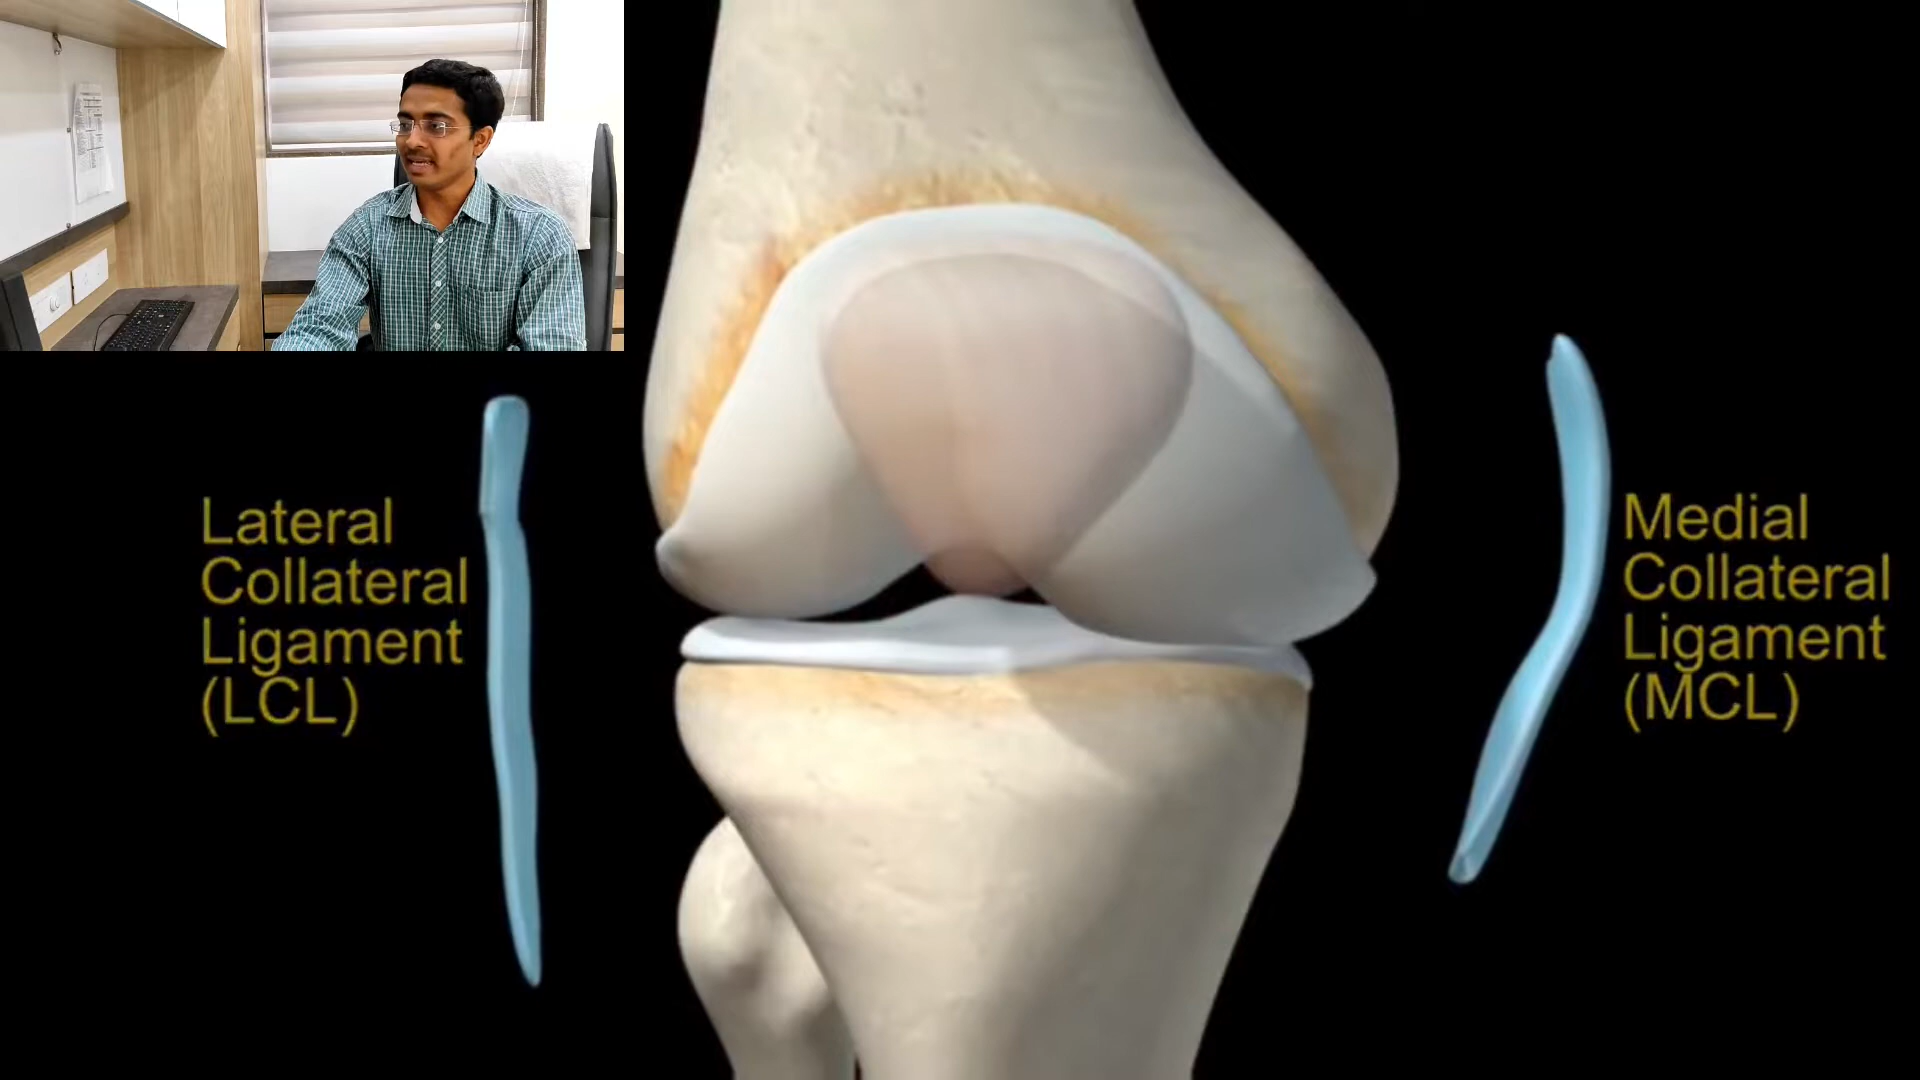 Lateral
Collateral
Ligament
(LCL)
Medial
Collateral
Ligament
(MCL)